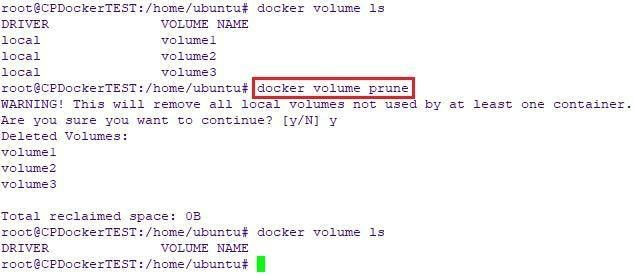 root@CPDockerTEST:/home/ubuntu# docker volume ls
DRIVER              VOLUME NAME
local               volume1
local               volume2
local               volume3
root@CPDockerTEST:/home/ubuntu# docker volume prune
WARNING! This will remove all local volumes not used by at least one container.
Are you sure you want to continue? [y/N] y
Deleted Volumes:
volume1
volume2
volume3
Total reclaimed space: 0B
root@CPDockerTEST:/home/ubuntu# docker volume ls
DRIVER              VOLUME NAME
root@CPDockerTEST:/home/ubuntu#